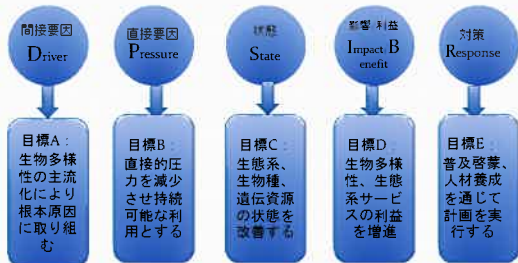 間接要因
Driver
直接要因
Pressure
状態
State
影響・利益
Impact/B
enefit
対策
Response
目標A：
生物多様
性の主流
化により
根本原因
に取り組
む
目標B：
直接的圧
力を減少
させ持続
可能な利
用とする
目標C：
生態系、
生物種、
遺伝資源
の状態を
改善する
目標D：
生物多様
性、生態
系サービ
スの利益
を増進
目標E：
普及啓蒙、
人材養成
を通じて
計画を実
行する